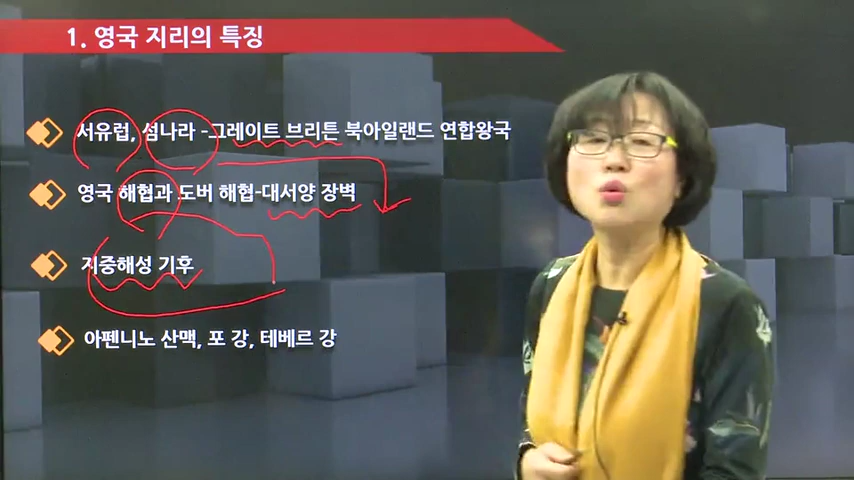 1. 영국 지리의 특징
서유럽, 섬나라 -그레이트 브리튼 북아일랜드 연합왕국
영국 해협과 도버 해협-대서양 장벽
지중해성 기후
아펜니노 산맥, 포 강, 테베르 강